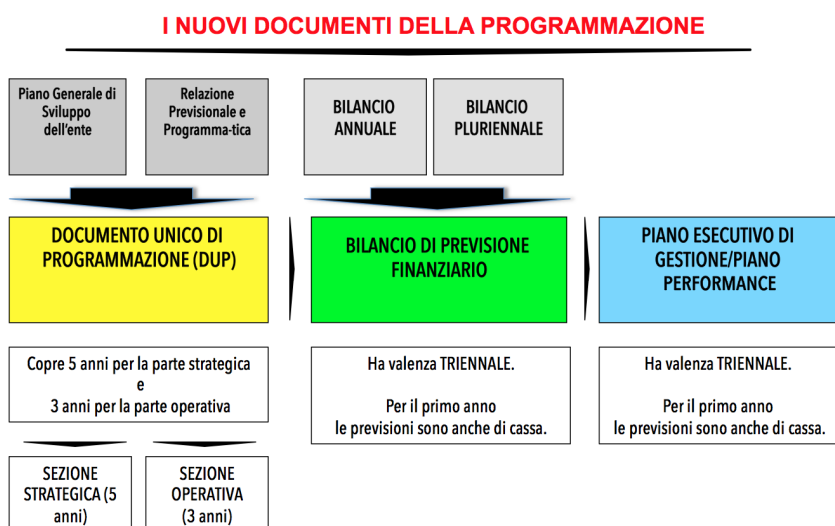 I NUOVI DOCUMENTI DELLA PROGRAMMAZIONE
Piano Generale di
Sviluppo
dell'ente
Relazione
Previsionale e
Programma-tica
BILANCIO
ANNUALE
BILANCIO
PLURIENNALE
DOCUMENTO UNICO DI
PROGRAMMAZIONE (DUP)
BILANCIO DI PREVISIONE
FINANZIARIO
PIANO ESECUTIVO DI
GESTIONE/PIANO
PERFORMANCE
Copre 5 anni per la parte strategica
e
3 anni per la parte operativa
Ha valenza TRIENNALE.
Per il primo anno
le previsioni sono anche di cassa.
Ha valenza TRIENNALE.
Per il primo anno
le previsioni sono anche di cassa.
SEZIONE
STRATEGICA (5
anni)
SEZIONE
OPERATIVA
(3 anni)